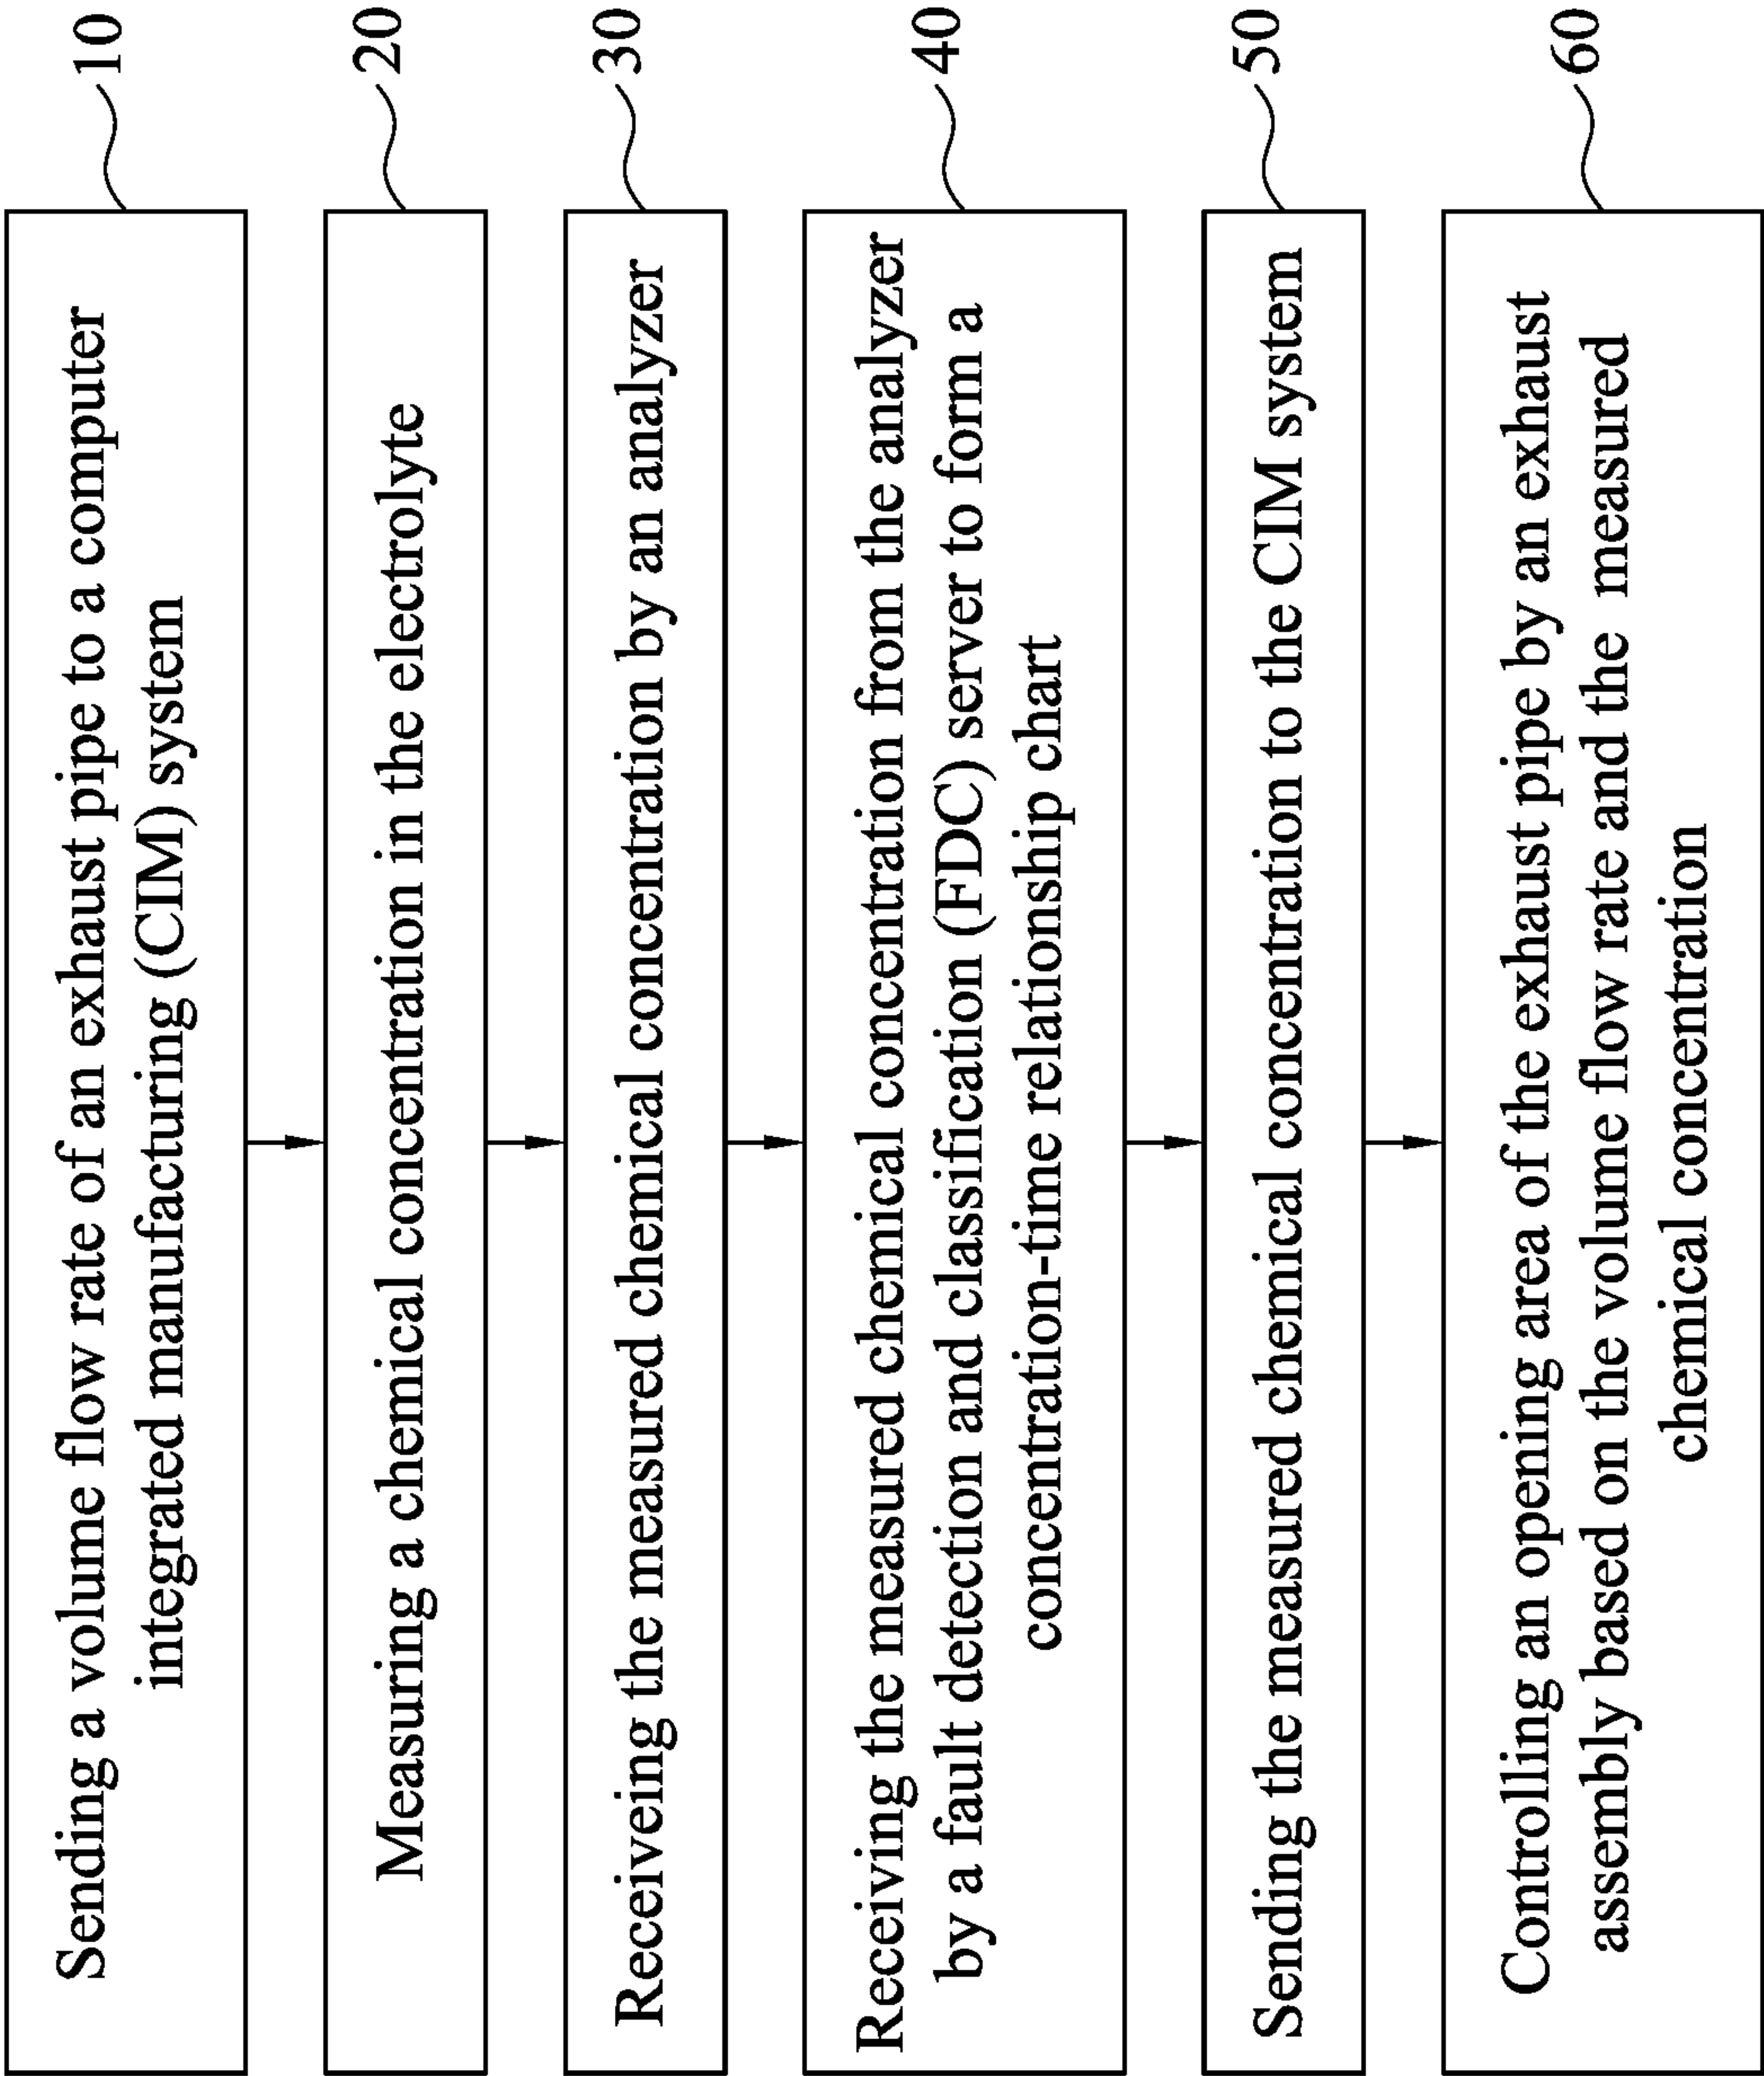 Sending a volume flow rate of an exhaust pipe to a computer
integrated manufacturing (CIM) system
10
Measuring a chemical concentration in the electrolyte
20
Receiveing the measured chemical concentration by an analyzer
30
Receiving the measured chemical concentration from the analyzer
by a fault detection and classification (FDC) server to form a
concentration-time relationship chart
40
Sending the measured chemical concentration to the CIM system
50
Controlling an opening area of the exhaust pipe by an exhaust
assembly based on the volume flow rate and the measured
chemical concentration
60